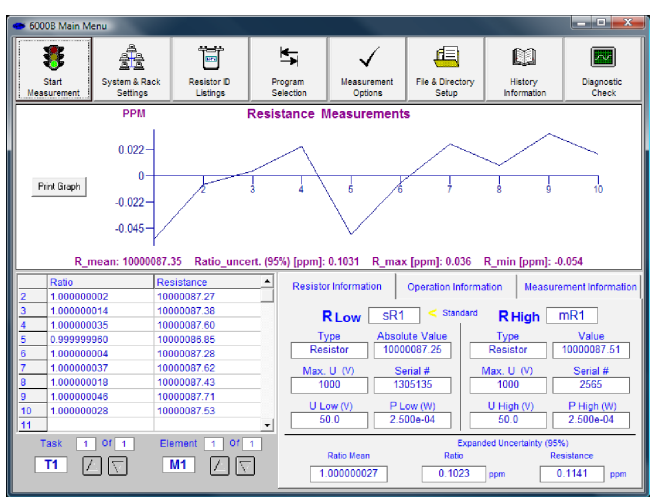 6000B Main Menu
Start Measurement
System & Rack Settings
Resistor ID Listings
Program Selection
Measurement Options
File & Directory Setup
History Information
Diagnostic Check
PPM
Resistance Measurements
0.022
0
-0.022
-0.045
2 3 4 5 6 7 8 9 10
Print Graph
R_mean: 10000087.35 Ratio_uncert. (95%) [ppm]: 0.1031 R_max [ppm]: 0.036 R_min [ppm]: -0.054
Ratio Resistance
2 1.000000002 10000087.27
3 1.000000014 10000087.38
4 1.000000035 10000087.60
5 0.999999960 10000086.85
6 1.000000004 10000087.28
7 1.000000037 10000087.62
8 1.000000018 10000087.43
9 1.000000046 10000087.71
10 1.000000028 10000087.53
11
Task 1 Of 1 Element 1 Of 1
T1 M1
Resistor Information Operation Information Measurement Information
R Low sR1 < Standard R High mR1
Type Absolute Value Type Value
Resistor 10000087.25 Resistor 10000087.51
Max. U (V) Serial # Max. U (V) Serial #
1000 1305135 1000 2565
U Low (V) P Low (W) U High (V) P High (W)
50.0 2.500e-04 50.0 2.500e-04
Expanded Uncertainty (95%)
Ratio Mean Ratio Resistance
1.000000027 0.1023 ppm 0.1141 ppm